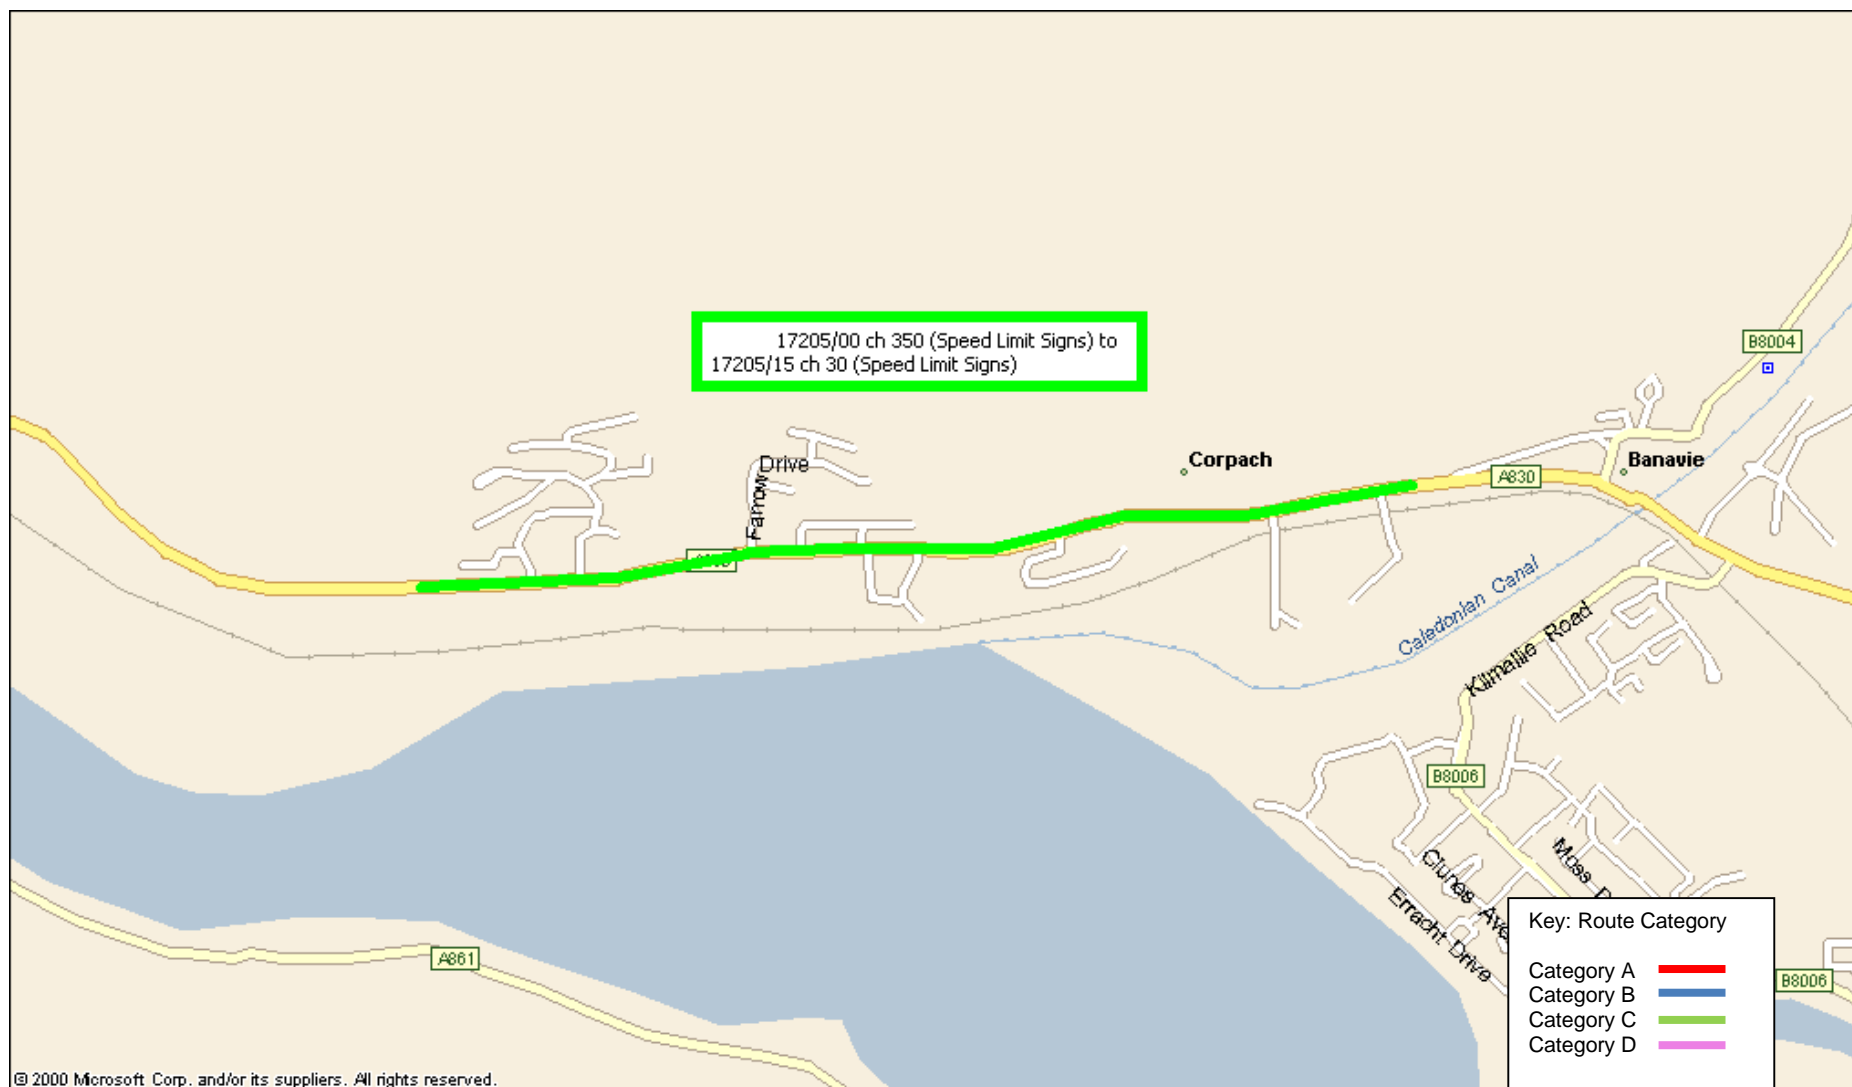 17205/00 ch 350 (Speed Limit Signs) to
17205/15 ch 30 (Speed Limit Signs)
B8004
Drive
Farrow
Corpach
A830
Banavie
Caledonian Canal
Kilmallie Road
B8006
Moss
Clunes Ave
Erracht Drive
A861
Key: Route Category
Category A
Category B
Category C
Category D
B8006
© 2000 Microsoft Corp. and/or its suppliers. All rights reserved.